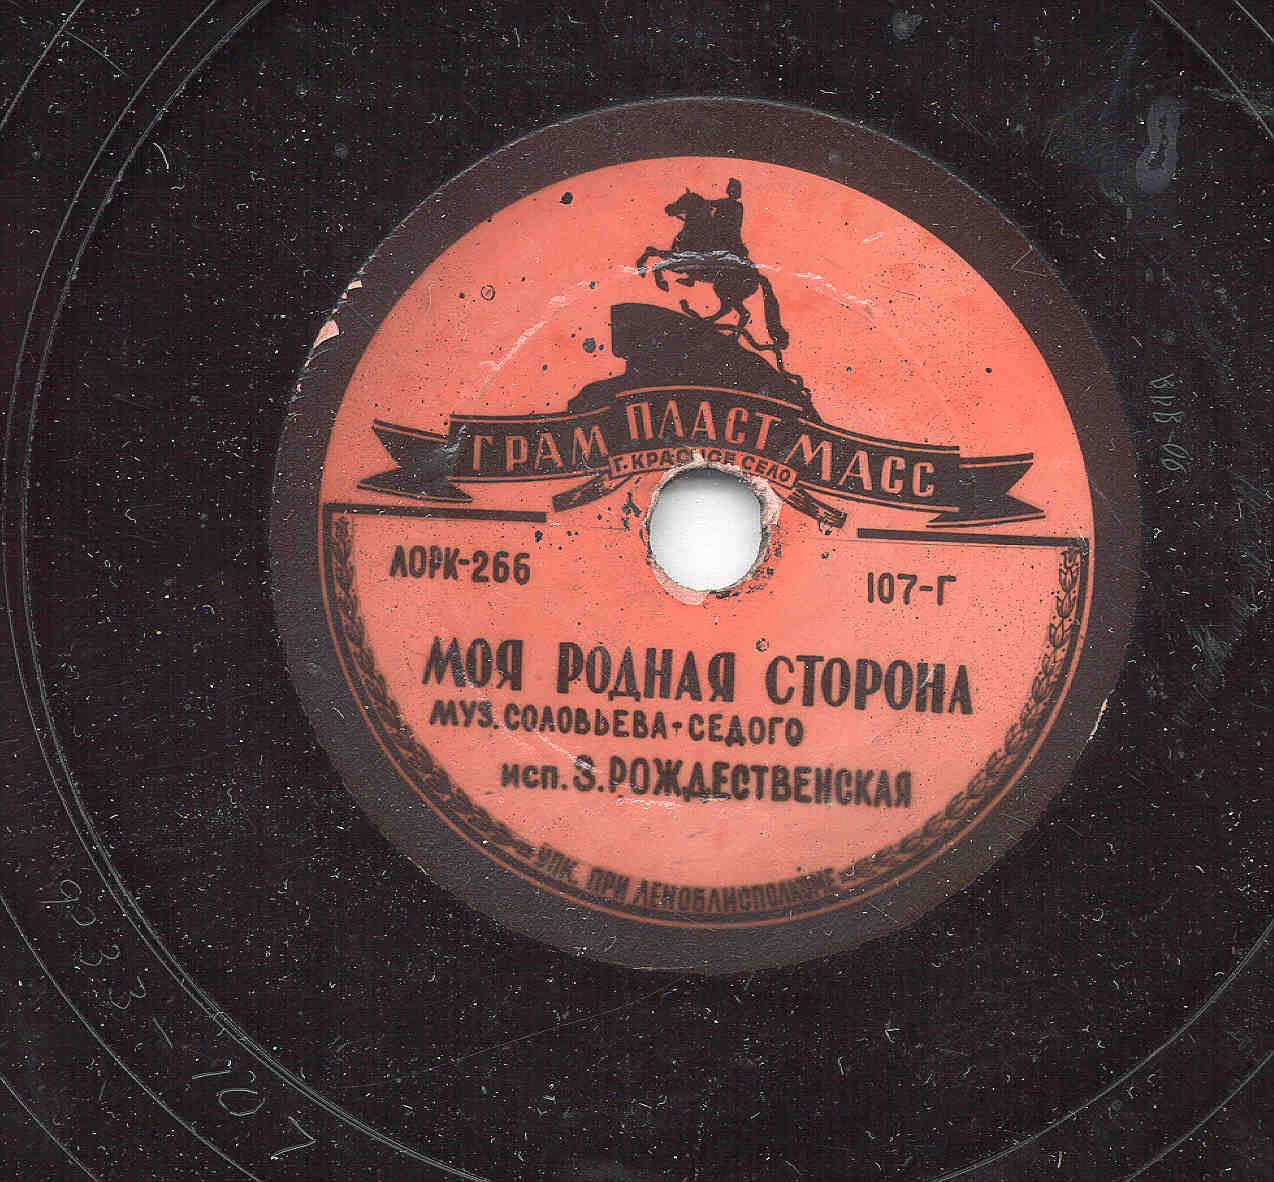 ГРАМ ПЛАСТ МАСС
Г. КРАСНОЕ СЕЛО
ЛОРК-266
107-Г
МОЯ РОДНАЯ СТОРОНА
МУЗ. СОЛОВЬЕВА-СЕДОГО
исп. З. РОЖДЕСТВЕНСКАЯ
УПК. ПРИ ЛЕНОБЛИСПОЛКОМЕ